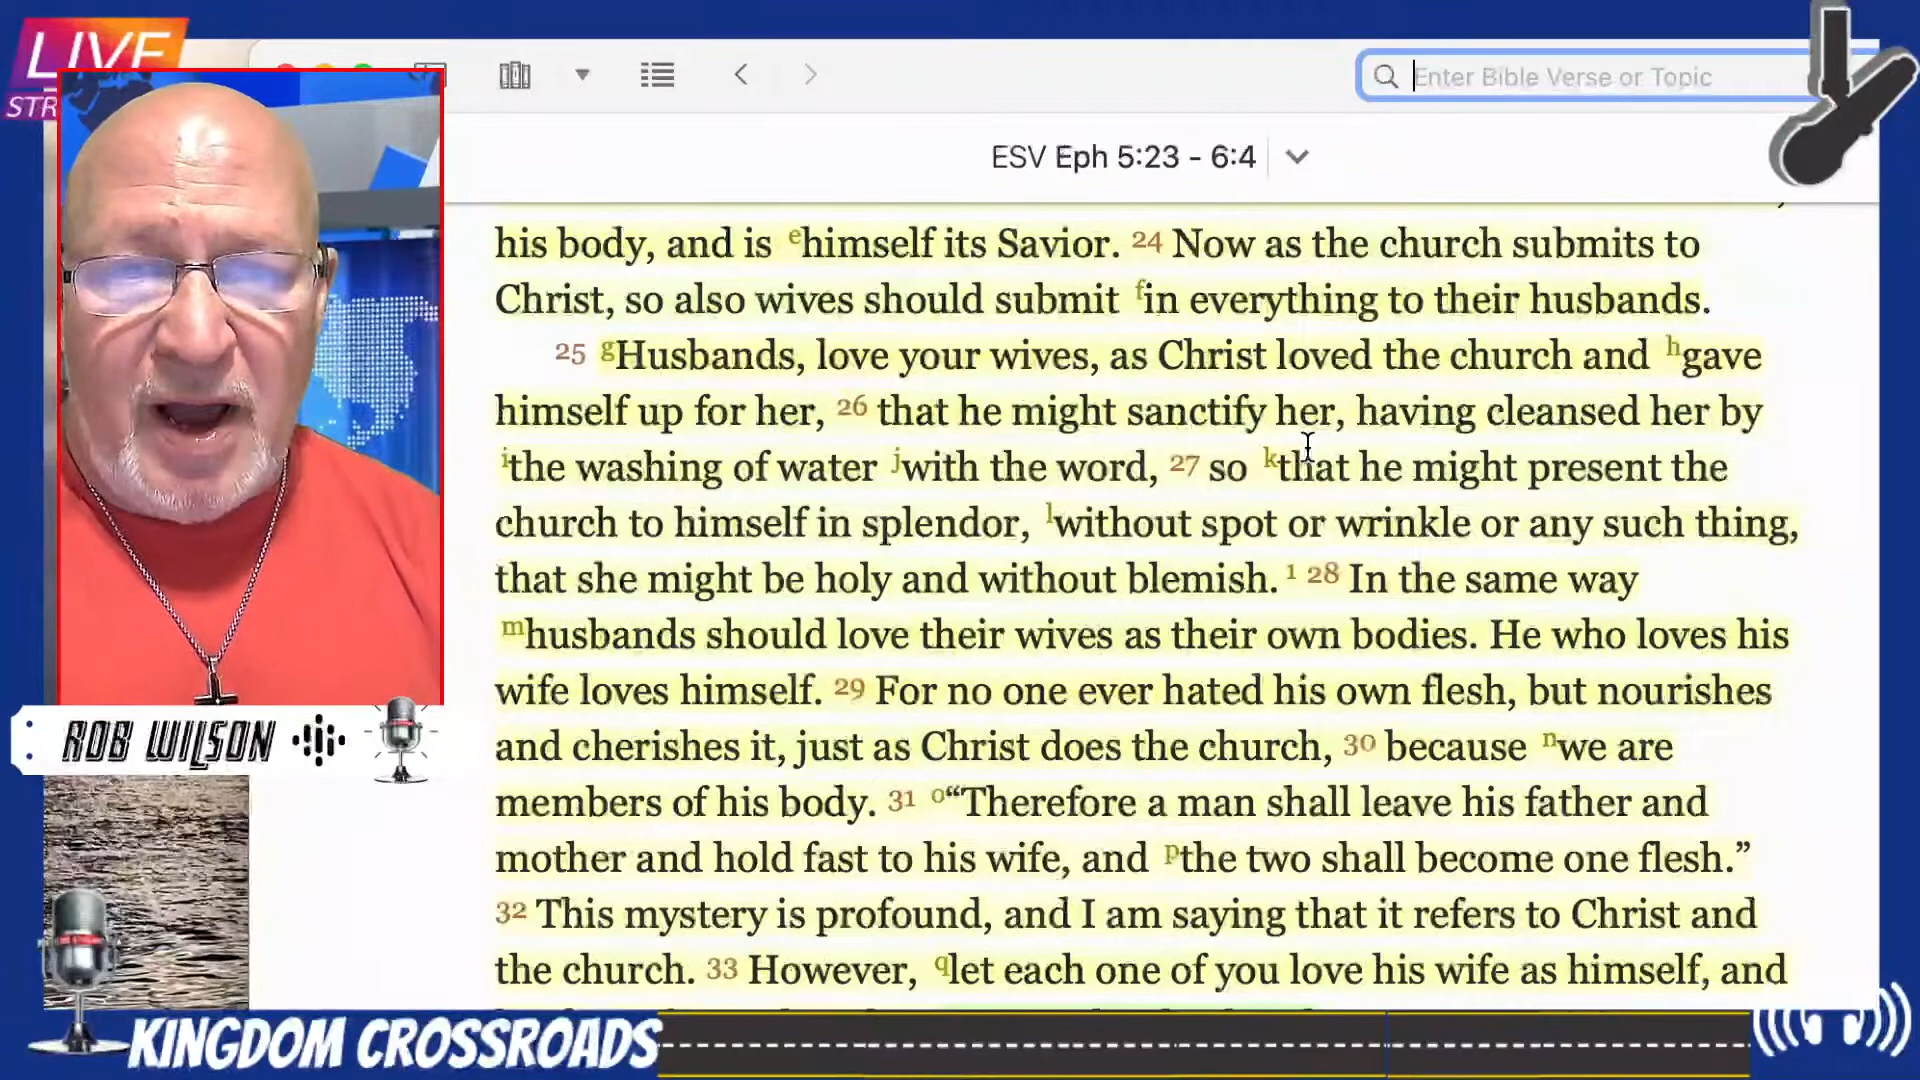 LIVE
STR
Enter Bible Verse or Topic
ESV Eph 5:23 - 6:4
his body, and is ehimself its Savior. 24 Now as the church submits to
Christ, so also wives should submit fin everything to their husbands.
25 gHusbands, love your wives, as Christ loved the church and hgave
himself up for her, 26 that he might sanctify her, having cleansed her by
ithe washing of water jwith the word, 27 so kthat he might present the
church to himself in splendor, lwithout spot or wrinkle or any such thing,
that she might be holy and without blemish. 1 28 In the same way
mhusbands should love their wives as their own bodies. He who loves his
wife loves himself. 29 For no one ever hated his own flesh, but nourishes
and cherishes it, just as Christ does the church, 30 because nwe are
members of his body. 31 o“Therefore a man shall leave his father and
mother and hold fast to his wife, and pthe two shall become one flesh.”
32 This mystery is profound, and I am saying that it refers to Christ and
the church. 33 However, qlet each one of you love his wife as himself, and
ROB WILSON
KINGDOM CROSSROADS